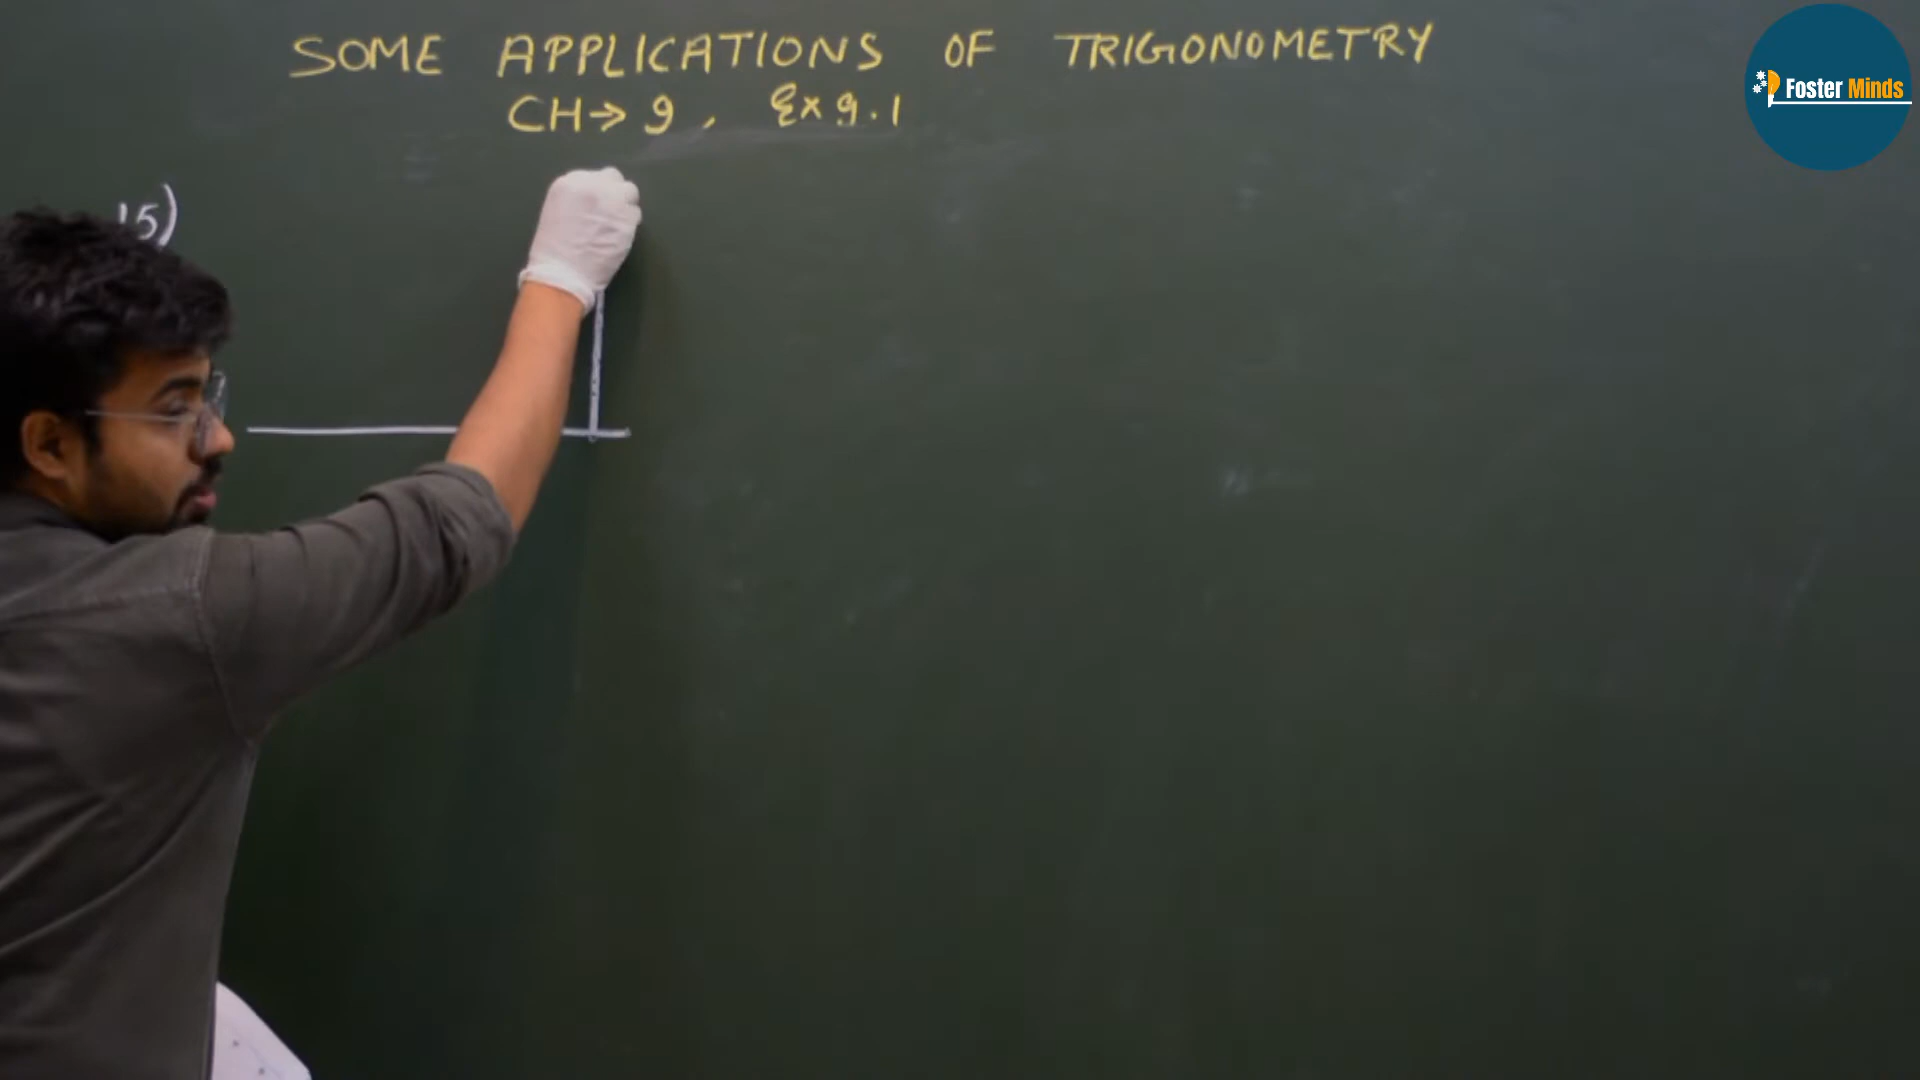 SOME APPLICATIONS OF TRIGONOMETRY
CH→ 9, Ex 9.1
15)
Foster Minds